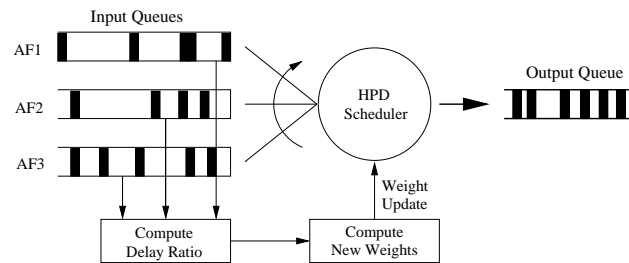 Input Queues
AF1
AF2
AF3
HPD
Scheduler
Output Queue
Weight
Update
Compute
Delay Ratio
Compute
New Weights